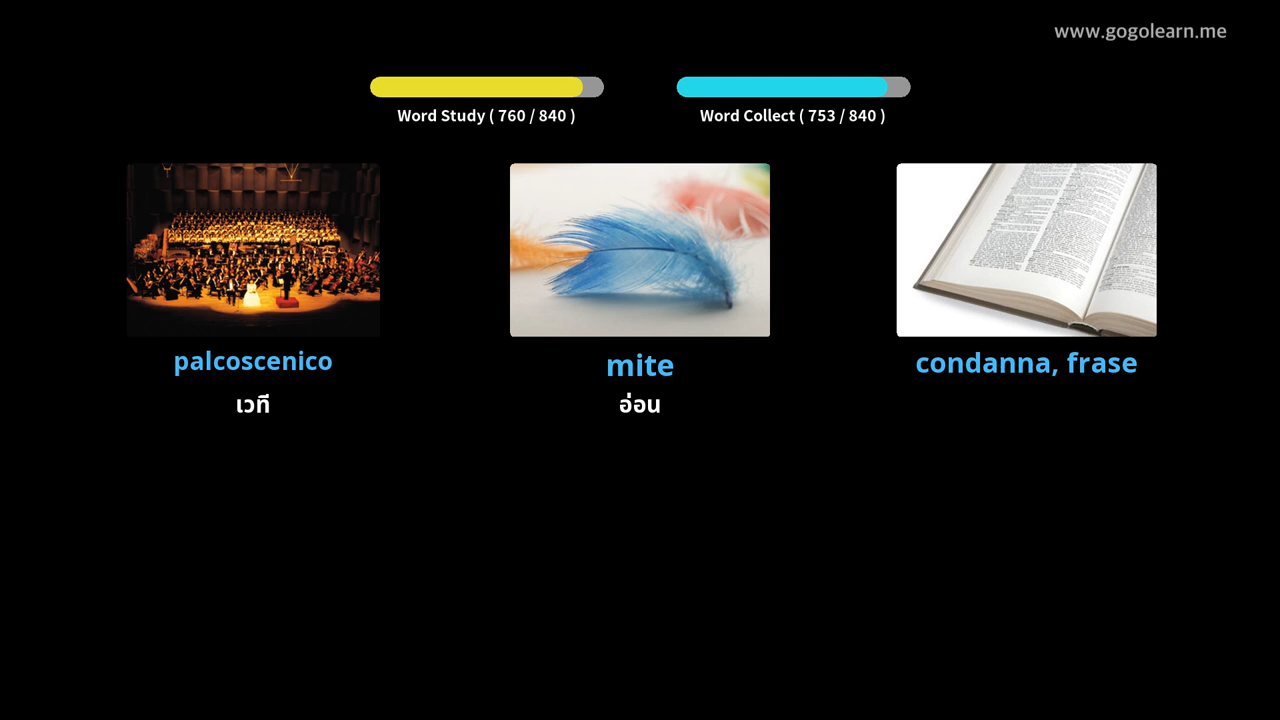 www.gogolearn.me
Word Study ( 760 / 840 )
Word Collect ( 753 / 840 )
palcoscenico
mite
condanna, frase
เวที
อ่อน